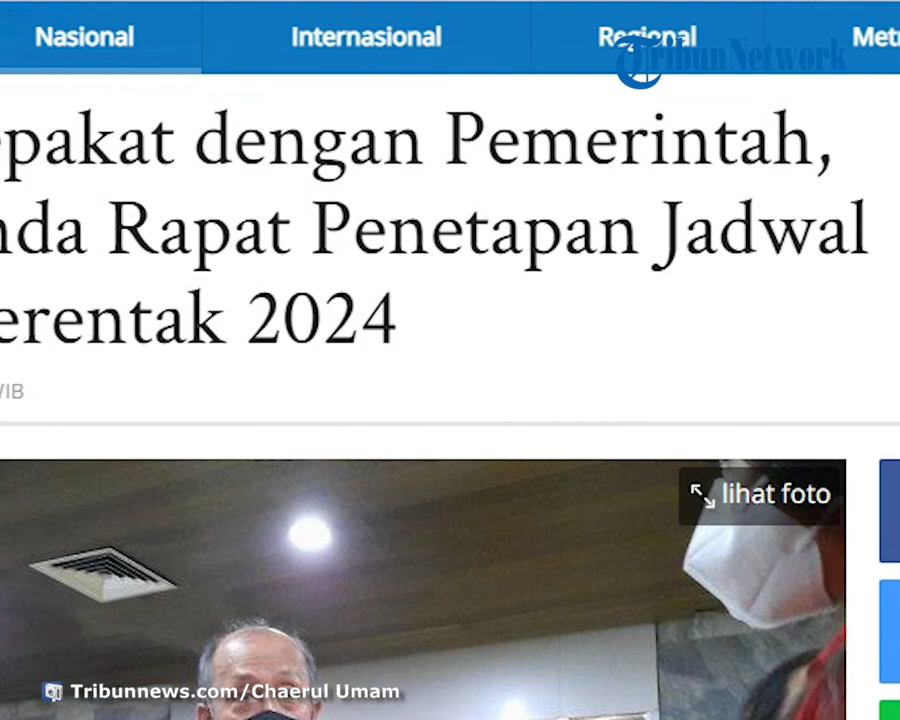 Nasional Internasional Regional
TribunNetwork
epakat dengan Pemerintah,
nda Rapat Penetapan Jadwal
erentak 2024
WIB
lihat foto
Tribunnews.com/Chaerul Umam